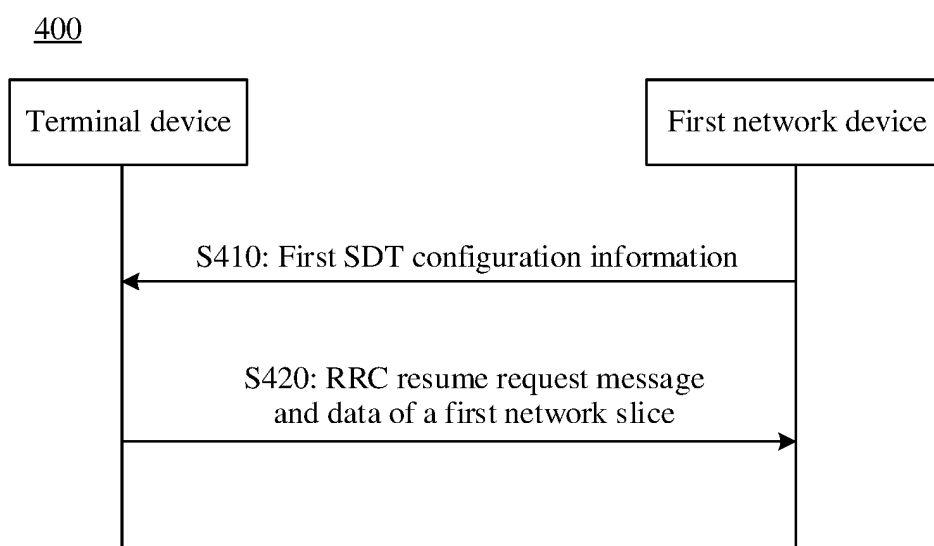 400
Terminal device
First network device
S410: First SDT configuration information
S420: RRC resume request message
and data of a first network slice